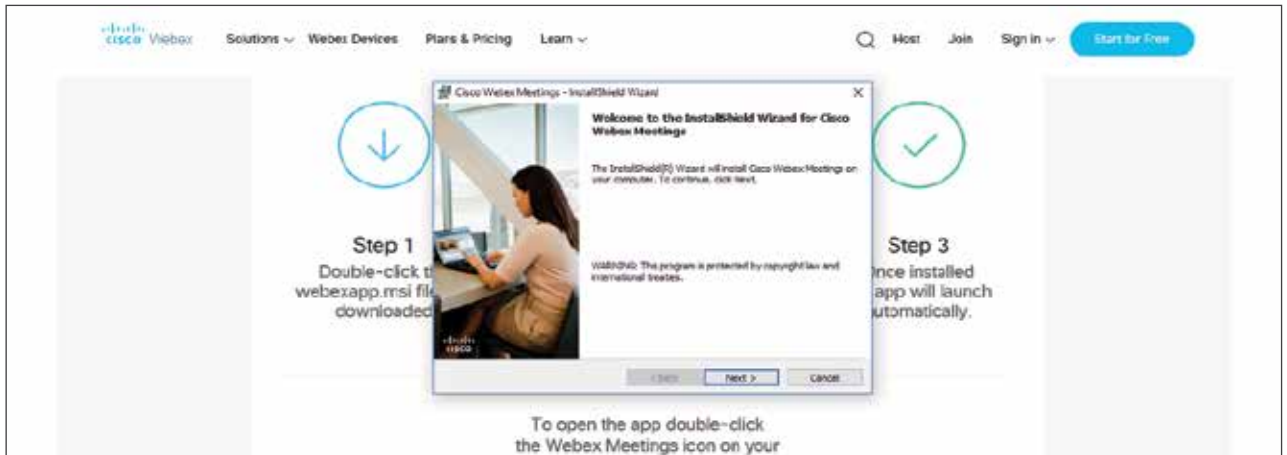 cisco Webex Solutions Webex Devices Plans & Pricing Learn Host Join Sign in Start for Free
Cisco Webex Meetings - InstallShield Wizard
Welcome to the InstallShield Wizard for Cisco
Webex Meetings
The InstallShield(R) Wizard will install Cisco Webex Meetings on
your computer. To continue, click Next.
WARNING: This program is protected by copyright law and
international treaties.
cisco
< Back Next > Cancel
Step 1
Double-click t
webexapp.msi file
downloaded
Step 3
Once installed
app will launch
utomatically.
To open the app double-click
the Webex Meetings icon on your